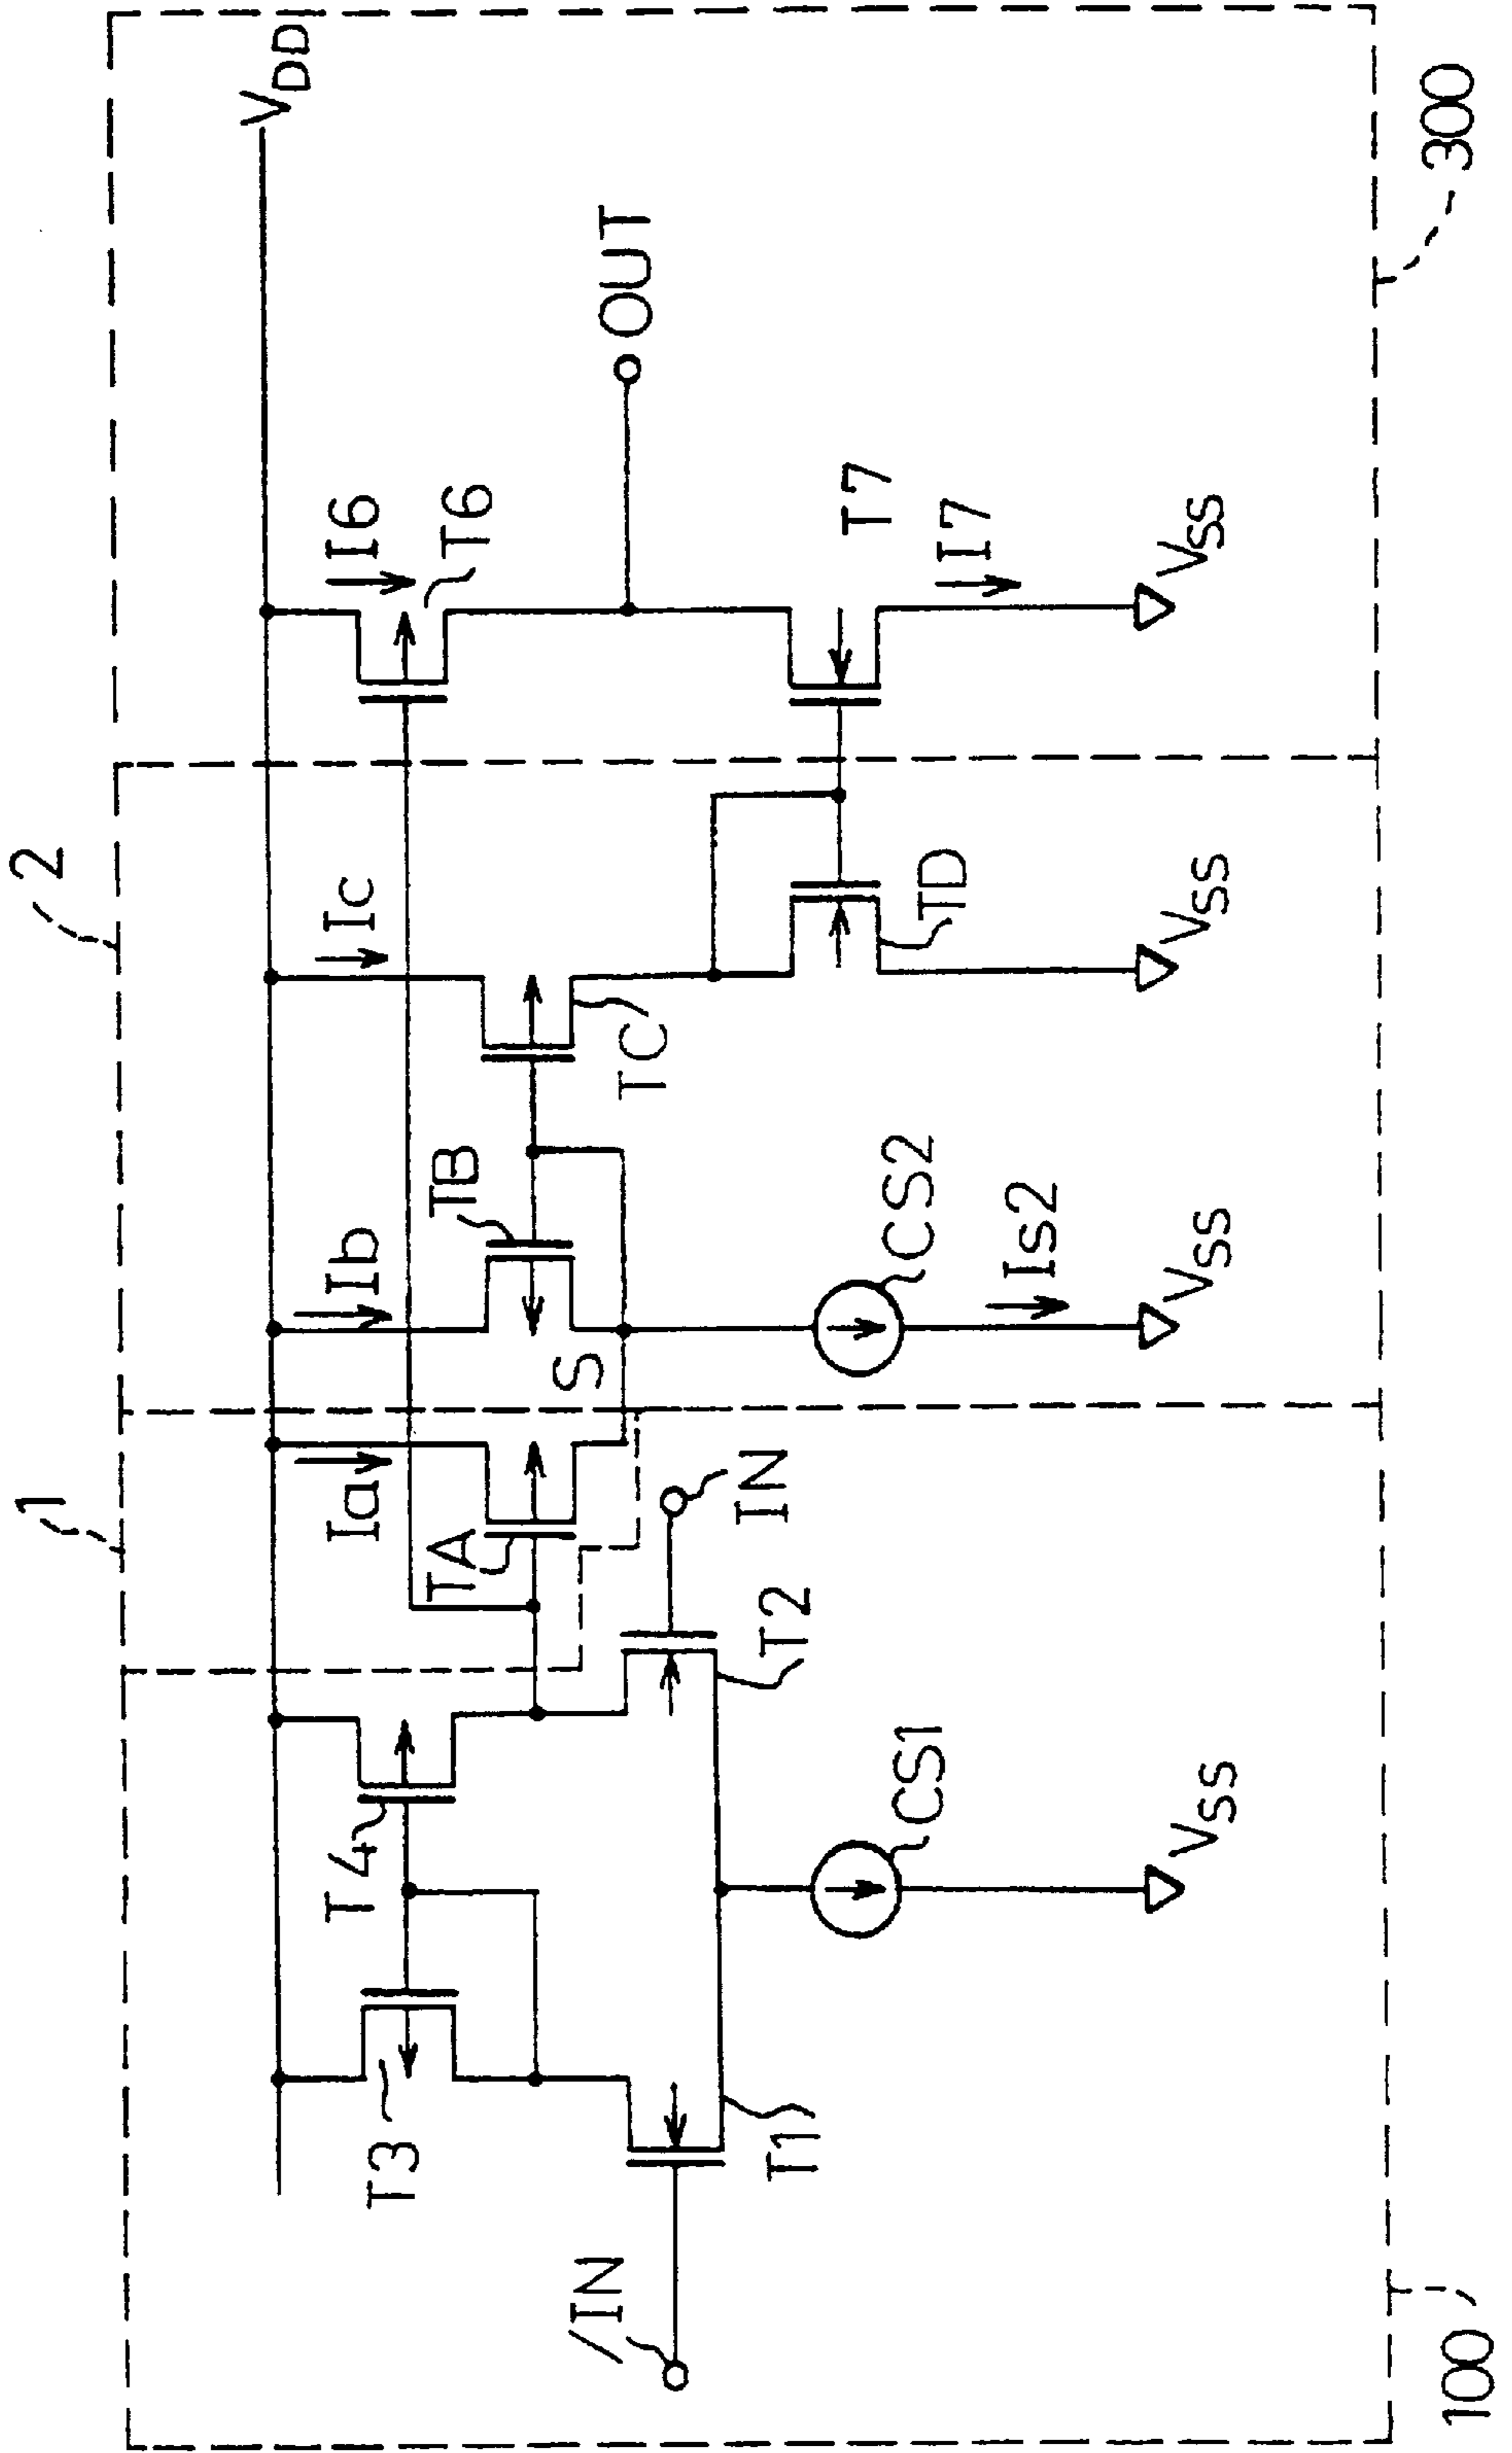 1
2
VDD
Ia
Ib
Ic
I6
T3
T4
TA
TB
T6
S
TC
OUT
/IN
IN
T1
T2
TD
T7
CS1
CS2
Is2
I7
VSS
VSS
VSS
VSS
100
300